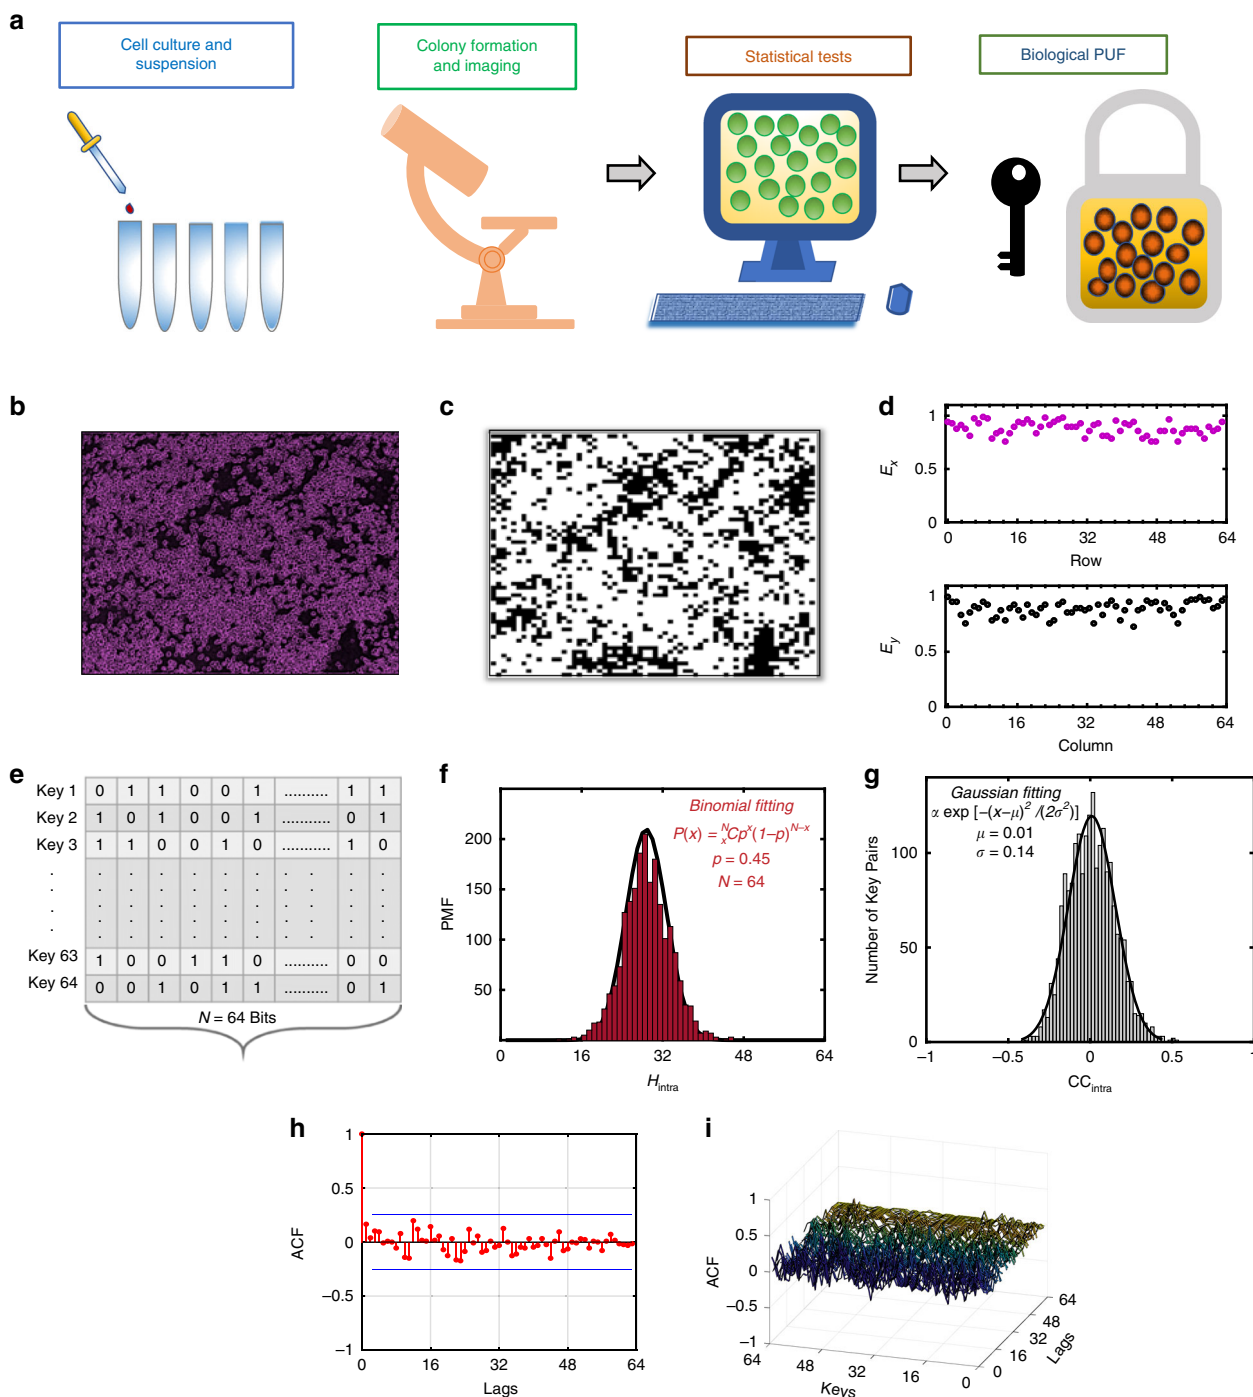 a
Cell culture and
suspension
Colony formation
and imaging
Statistical tests
Biological PUF
b
c
d
1
0.5
0
E_x
0 16 32 48 64
Row
1
0.5
0
E_y
0 16 32 48 64
Column
e
Key 1 0 1 1 0 0 1 .......... 1 1
Key 2 1 0 1 0 0 1 .......... 0 1
Key 3 1 1 0 0 1 0 .......... 1 0
Key 63 1 0 0 1 1 0 .......... 0 0
Key 64 0 0 1 0 1 1 .......... 0 1
N = 64 Bits
f
Binomial fitting
P(x) = ^N_xCp^x(1–p)^{N–x}
p = 0.45
N = 64
200
150
100
50
PMF
0 16 32 48 64
H_intra
g
Gaussian fitting
α exp [–(x–μ)^2 /(2σ^2)]
μ = 0.01
σ = 0.14
100
50
0
Number of Key Pairs
–1 –0.5 0 0.5 1
CC_intra
h
1
0.5
0
–0.5
–1
ACF
0 16 32 48 64
Lags
i
1
0.5
0
–0.5
–1
ACF
64 48 32 16 0
Keys
0 16 32 48 64
Lags